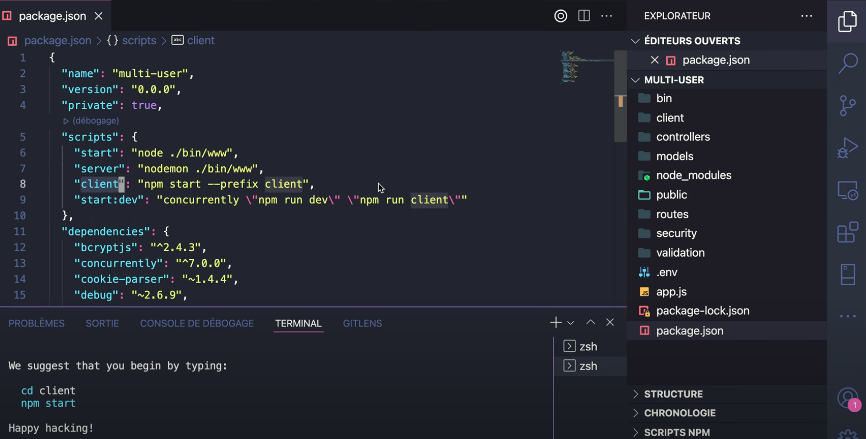 package.json
package.json > {} scripts > abc client
1 {
2 "name": "multi-user",
3 "version": "0.0.0",
4 "private": true,
▷ (débogage)
5 "scripts": {
6 "start": "node ./bin/www",
7 "server": "nodemon ./bin/www",
8 "client": "npm start --prefix client",
9 "start:dev": "concurrently \"npm run dev\" \"npm run client\""
10 },
11 "dependencies": {
12 "bcryptjs": "^2.4.3",
13 "concurrently": "^7.0.0",
14 "cookie-parser": "~1.4.4",
15 "debug": "~2.6.9",
PROBLÈMES SORTIE CONSOLE DE DÉBOGAGE TERMINAL GITLENS
We suggest that you begin by typing:
cd client
npm start
Happy hacking!
zsh
zsh
EXPLORATEUR
ÉDITEURS OUVERTS
package.json
MULTI-USER
bin
client
controllers
models
node_modules
public
routes
security
validation
.env
app.js
package-lock.json
package.json
STRUCTURE
CHRONOLOGIE
SCRIPTS NPM
1